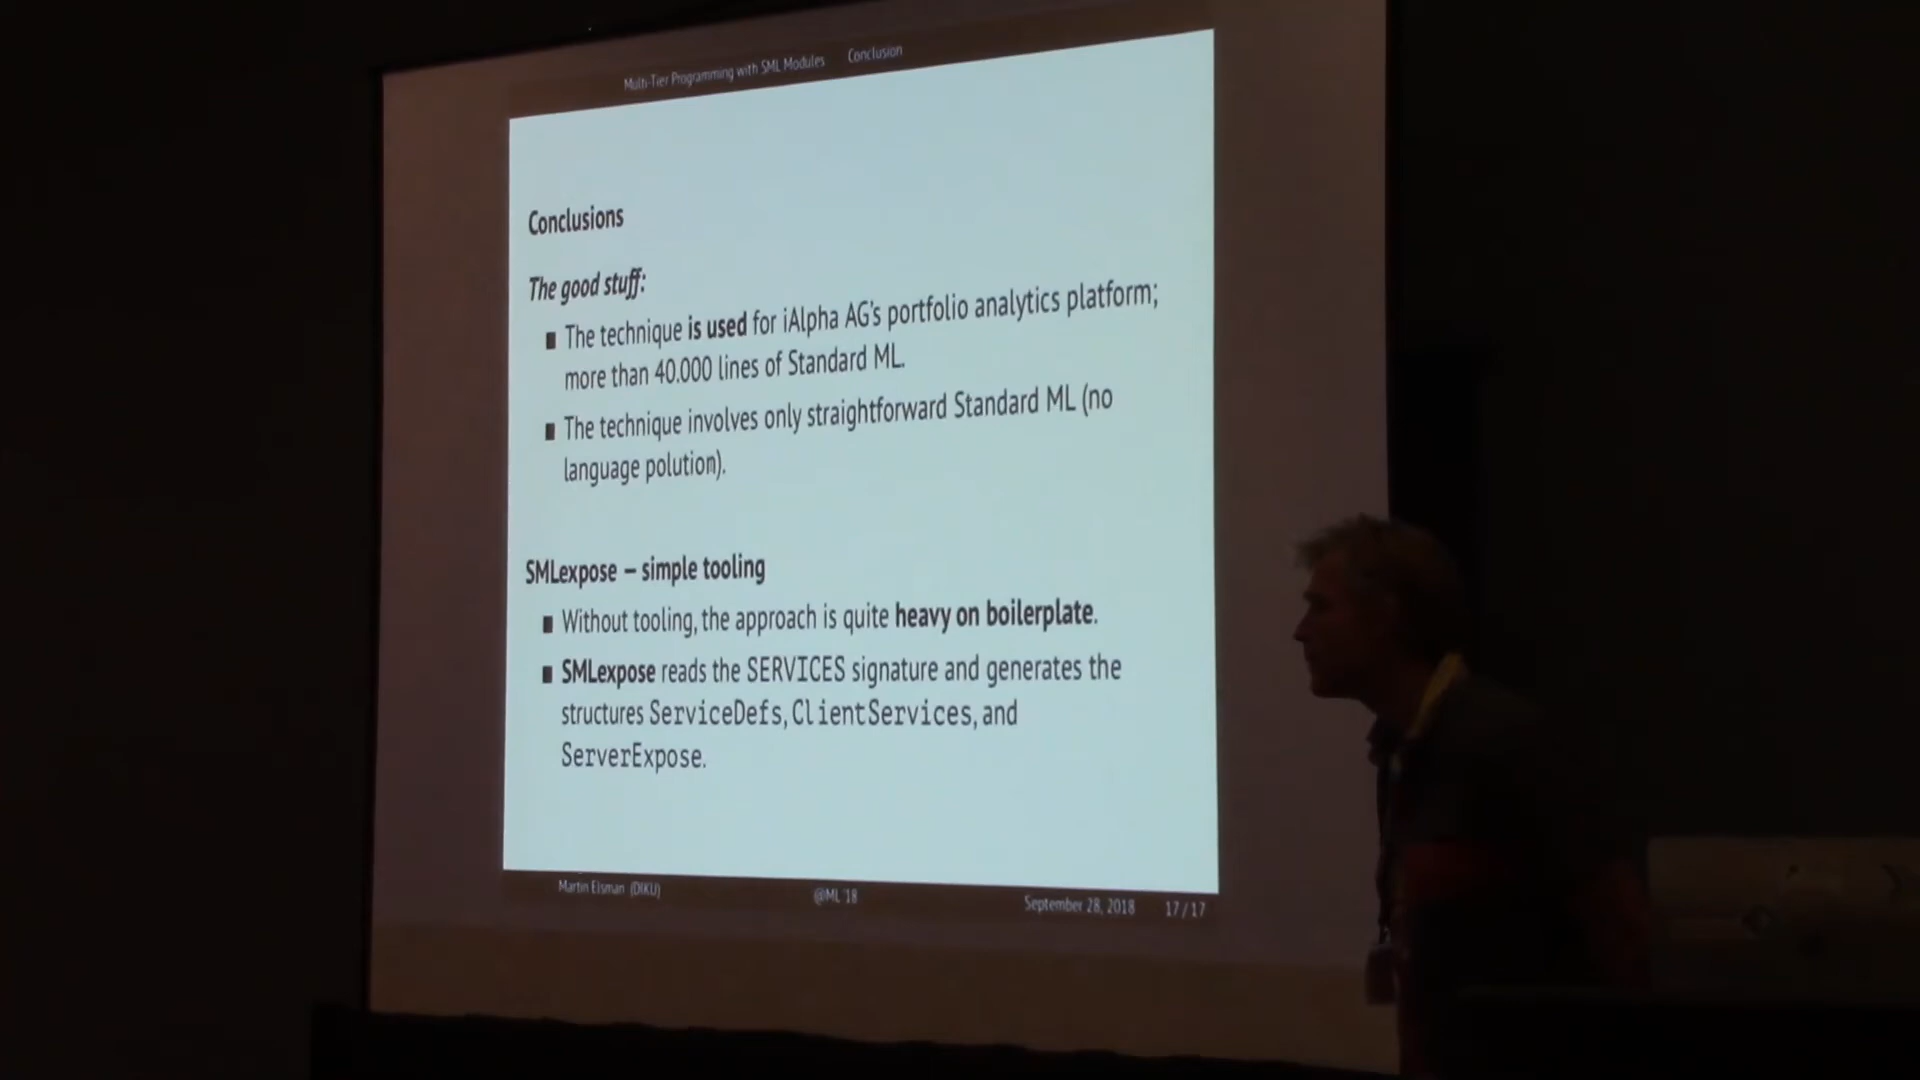 Multi-Tier Programming with SML Modules Conclusion
Conclusions
The good stuff:
■ The technique is used for iAlpha AG's portfolio analytics platform;
more than 40.000 lines of Standard ML.
■ The technique involves only straightforward Standard ML (no
language polution).
SMLexpose – simple tooling
■ Without tooling, the approach is quite heavy on boilerplate.
■ SMLexpose reads the SERVICES signature and generates the
structures ServiceDefs, ClientServices, and
ServerExpose.
Martin Elsman (DIKU) @ML '18 September 28, 2018 17 / 17